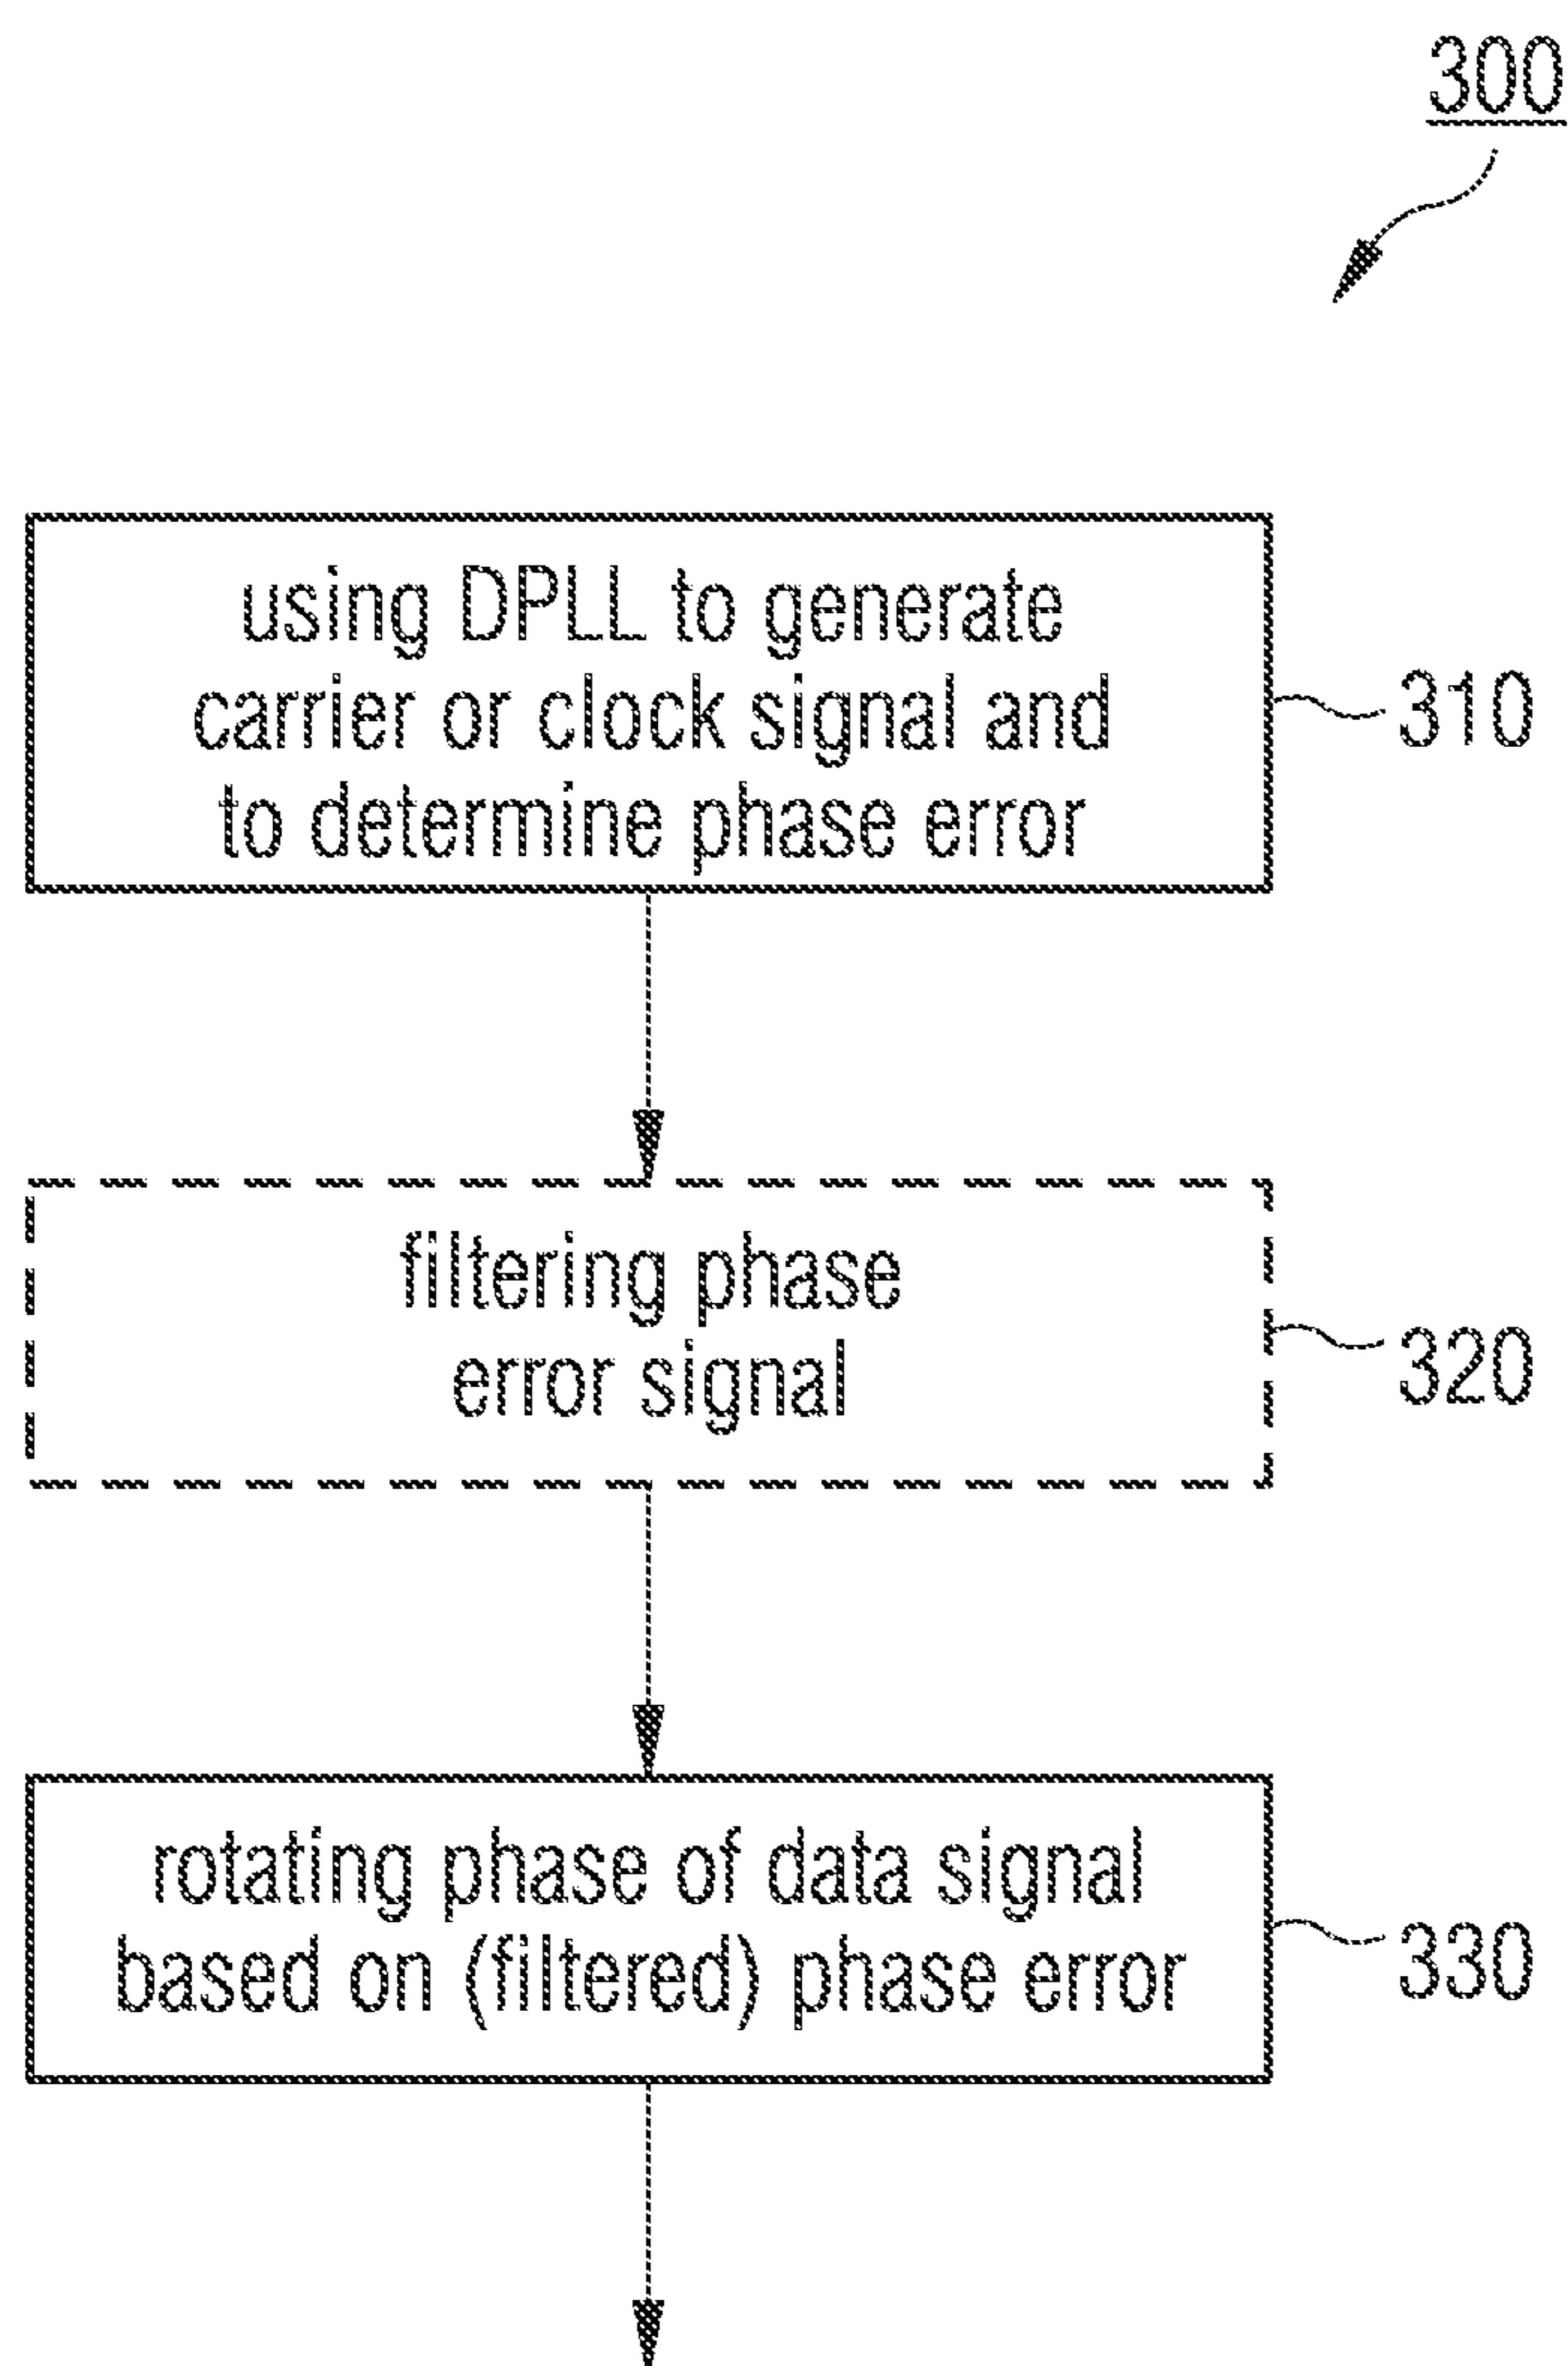 300
using DPLL to generate
carrier or clock signal and
to determine phase error
310
filtering phase
error signal
320
rotating phase of data signal
based on (filtered) phase error
330